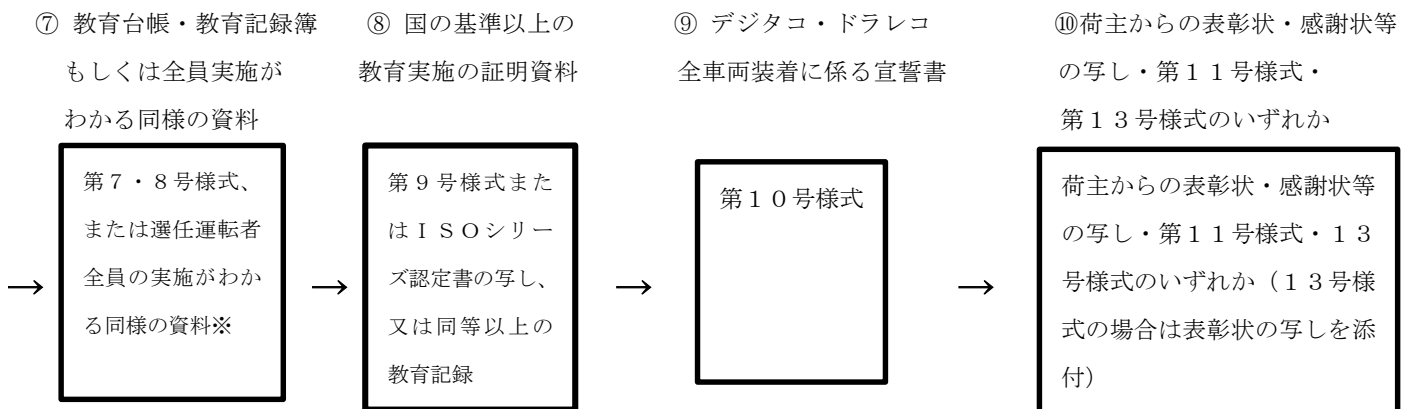 ⑦ 教育台帳・教育記録簿
もしくは全員実施が
わかる同様の資料
第７・８号様式、
または選任運転者
全員の実施がわか
る同様の資料※
⑧ 国の基準以上の
教育実施の証明資料
第９号様式また
はＩＳＯシリー
ズ認定書の写し、
又は同等以上の
教育記録
⑨ デジタコ・ドラレコ
全車両装着に係る宣誓書
第１０号様式
⑩荷主からの表彰状・感謝状等
の写し・第１１号様式・
第１３号様式のいずれか
荷主からの表彰状・感謝状等
の写し・第１１号様式・１３
号様式のいずれか（１３号様
式の場合は表彰状の写しを添
付）
→
→
→
→